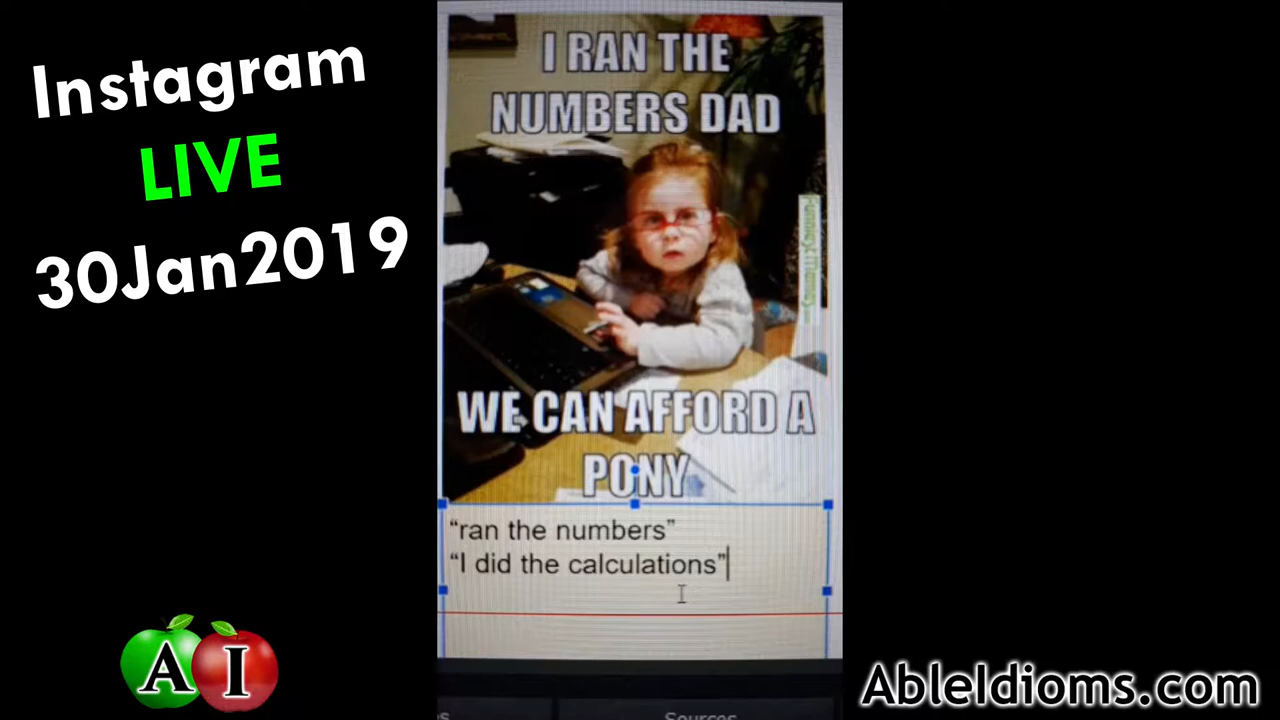 Instagram
LIVE
30Jan2019
I RAN THE
NUMBERS DAD
WE CAN AFFORD A
PONY
“ran the numbers”
“I did the calculations”
Sources
A I
AbleIdioms.com